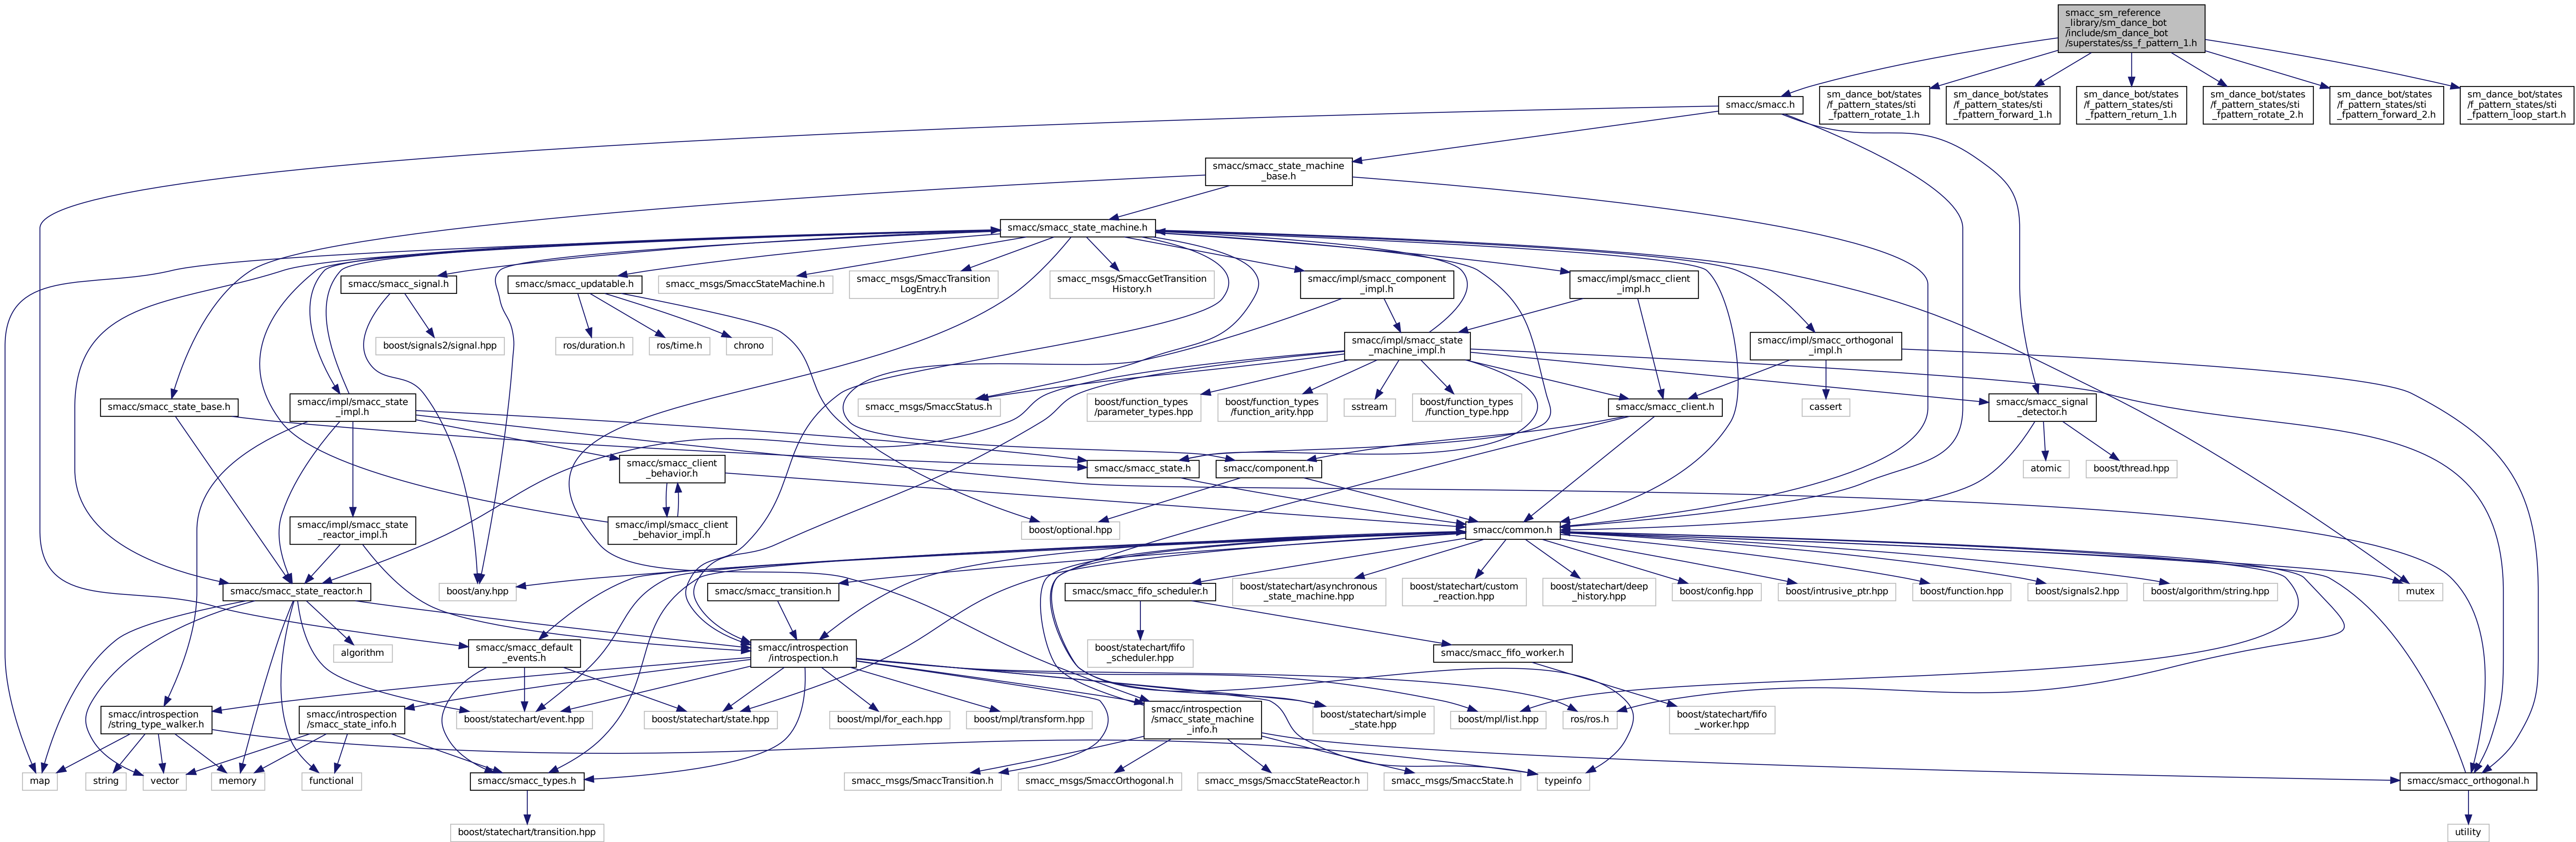 smacc_sm_reference
_library/sm_dance_bot
/include/sm_dance_bot
/superstates/ss_f_pattern_1.h
smacc/smacc.h
sm_dance_bot/states
/f_pattern_states/sti
_fpattern_rotate_1.h
sm_dance_bot/states
/f_pattern_states/sti
_fpattern_forward_1.h
sm_dance_bot/states
/f_pattern_states/sti
_fpattern_return_1.h
sm_dance_bot/states
/f_pattern_states/sti
_fpattern_rotate_2.h
sm_dance_bot/states
/f_pattern_states/sti
_fpattern_forward_2.h
sm_dance_bot/states
/f_pattern_states/sti
_fpattern_loop_start.h
smacc/smacc_state_machine
_base.h
smacc/smacc_state_machine.h
smacc/smacc_signal.h
smacc/smacc_updatable.h
smacc_msgs/SmaccStateMachine.h
smacc_msgs/SmaccTransition
LogEntry.h
smacc_msgs/SmaccGetTransition
History.h
smacc/impl/smacc_component
_impl.h
smacc/impl/smacc_client
_impl.h
boost/signals2/signal.hpp
ros/duration.h
ros/time.h
chrono
smacc/impl/smacc_state
_machine_impl.h
smacc/impl/smacc_orthogonal
_impl.h
smacc/smacc_state_base.h
smacc/impl/smacc_state
_impl.h
smacc_msgs/SmaccStatus.h
boost/function_types
/parameter_types.hpp
boost/function_types
/function_arity.hpp
sstream
boost/function_types
/function_type.hpp
smacc/smacc_client.h
cassert
smacc/smacc_signal
_detector.h
smacc/smacc_client
_behavior.h
smacc/smacc_state.h
smacc/component.h
atomic
boost/thread.hpp
smacc/impl/smacc_state
_reactor_impl.h
smacc/impl/smacc_client
_behavior_impl.h
boost/optional.hpp
smacc/common.h
smacc/smacc_state_reactor.h
boost/any.hpp
smacc/smacc_transition.h
smacc/smacc_fifo_scheduler.h
boost/statechart/asynchronous
_state_machine.hpp
boost/statechart/custom
_reaction.hpp
boost/statechart/deep
_history.hpp
boost/config.hpp
boost/intrusive_ptr.hpp
boost/function.hpp
boost/signals2.hpp
boost/algorithm/string.hpp
mutex
algorithm
smacc/smacc_default
_events.h
smacc/introspection
/introspection.h
boost/statechart/fifo
_scheduler.hpp
smacc/smacc_fifo_worker.h
smacc/introspection
/string_type_walker.h
smacc/introspection
/smacc_state_info.h
boost/statechart/event.hpp
boost/statechart/state.hpp
boost/mpl/for_each.hpp
boost/mpl/transform.hpp
smacc/introspection
/smacc_state_machine
_info.h
boost/statechart/simple
_state.hpp
boost/mpl/list.hpp
ros/ros.h
boost/statechart/fifo
_worker.hpp
map
string
vector
memory
functional
smacc/smacc_types.h
smacc_msgs/SmaccTransition.h
smacc_msgs/SmaccOrthogonal.h
smacc_msgs/SmaccStateReactor.h
smacc_msgs/SmaccState.h
typeinfo
smacc/smacc_orthogonal.h
boost/statechart/transition.hpp
utility